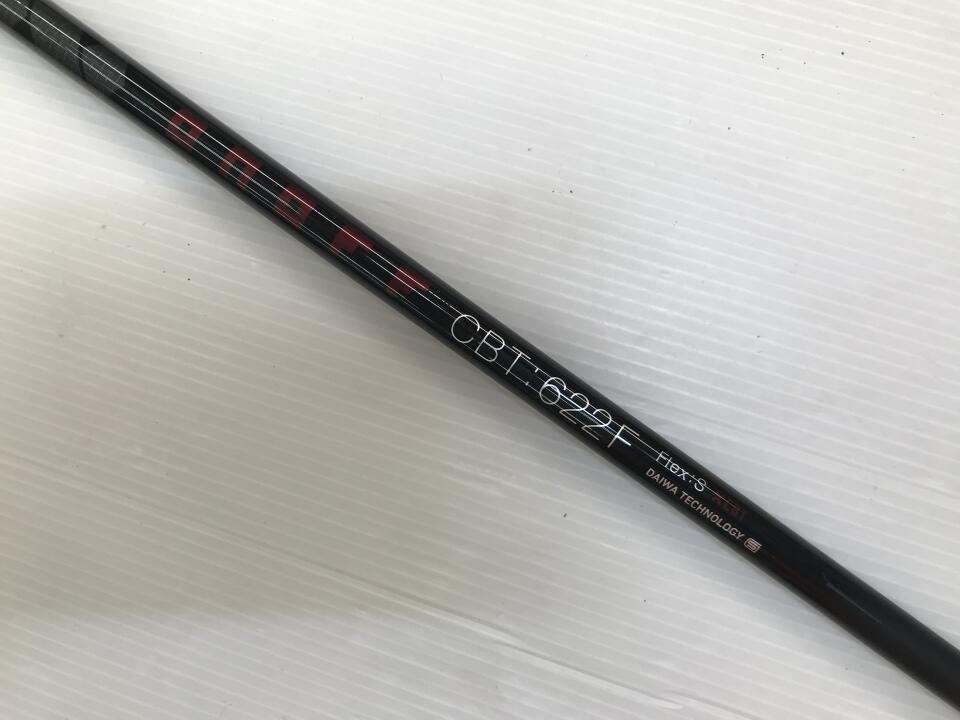 onoff
CBT:622F
Flex:S
DAIWA TECHNOLOGY